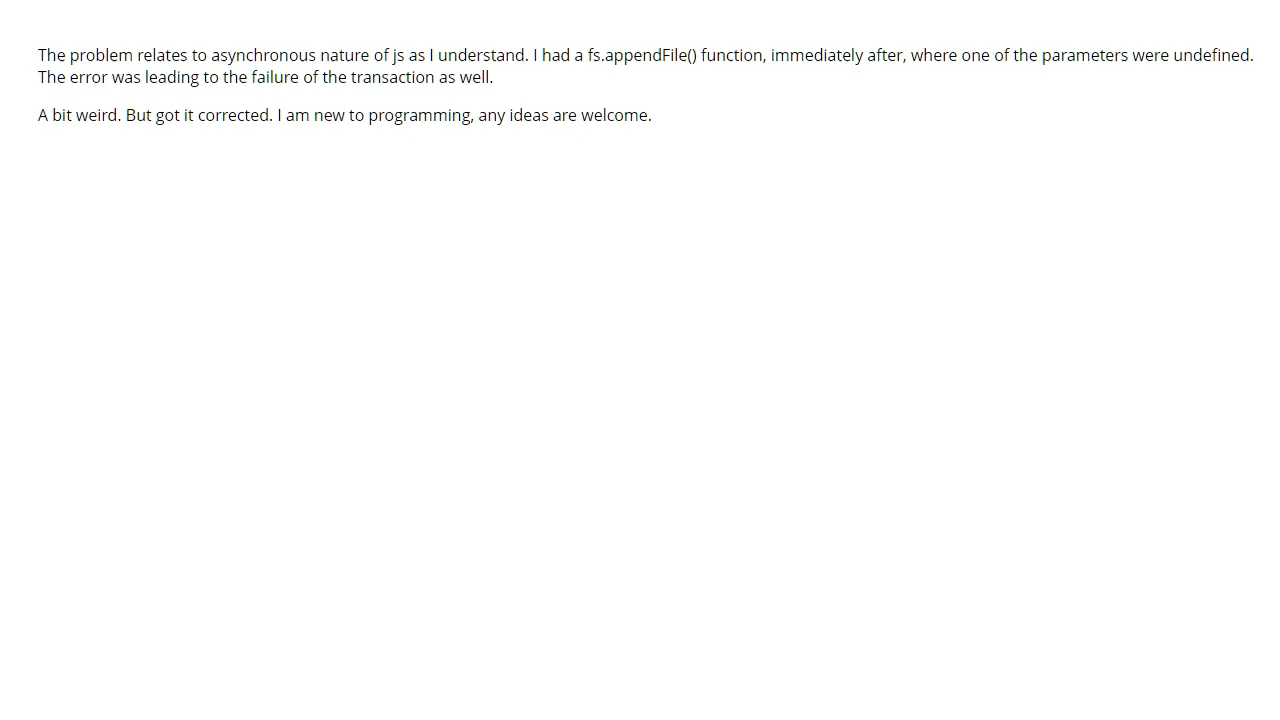 The problem relates to asynchronous nature of js as I understand. I had a fs.appendFile() function, immediately after, where one of the parameters were undefined.
The error was leading to the failure of the transaction as well.
A bit weird. But got it corrected. I am new to programming, any ideas are welcome.